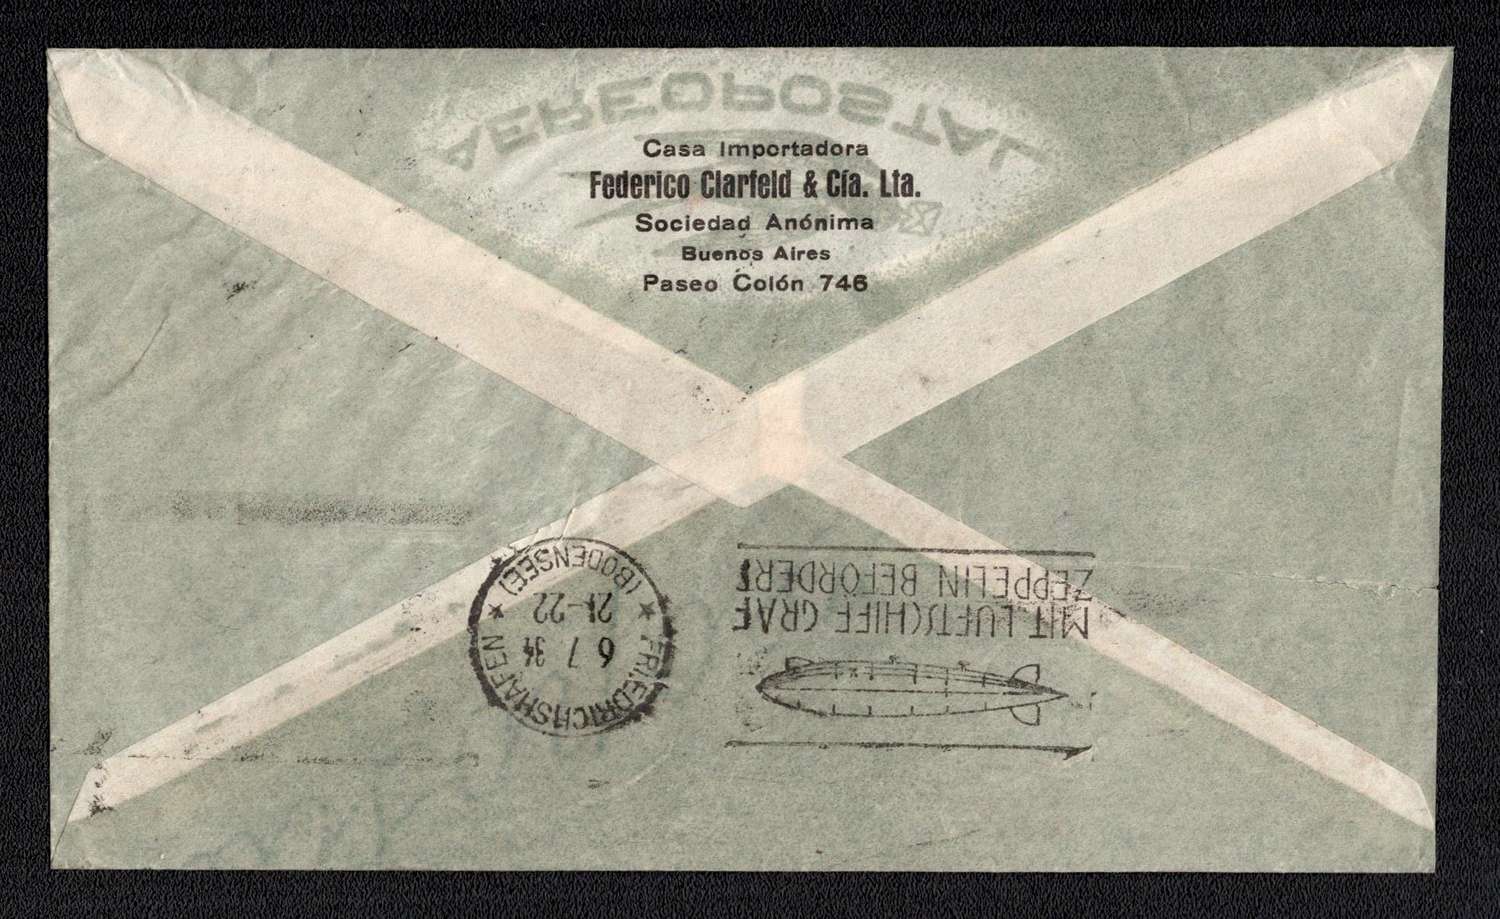 AEREOPOSTAL
Casa Importadora
Federico Clarfeld & Cía. Lta.
Sociedad Anónima
Buenos Aires
Paseo Colón 746
FRIEDRICHSHAFEN
6 7 34
21-22
(BODENSEE)
MIT LUFTSCHIFF GRAF
ZEPPELIN BEFÖRDERT